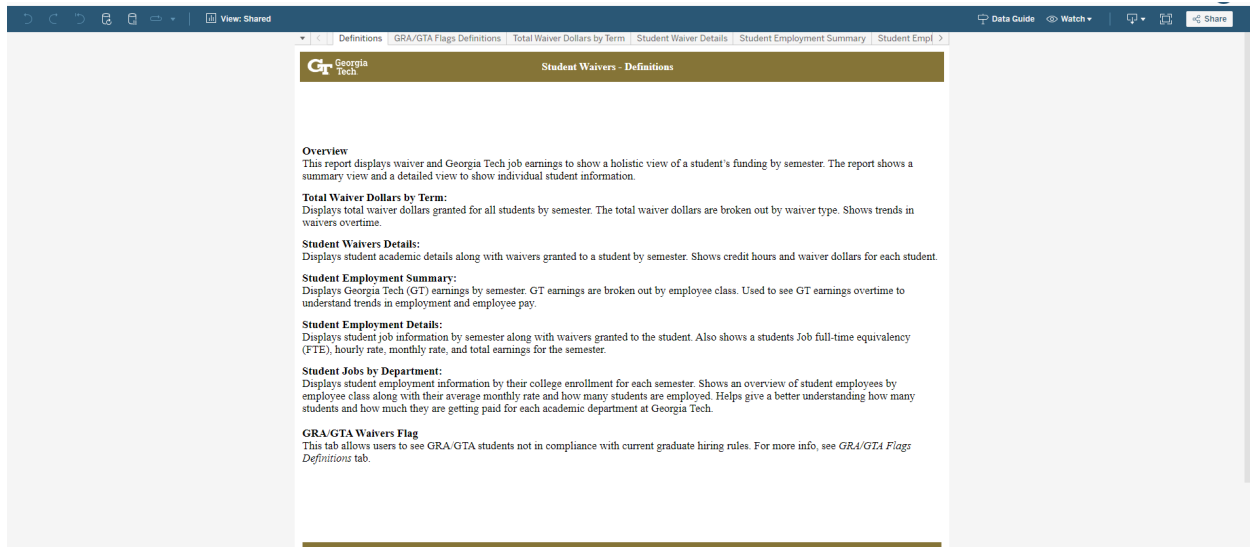 View: Shared
Data Guide
Watch
Share
Definitions
GRA/GTA Flags Definitions
Total Waiver Dollars by Term
Student Waiver Details
Student Employment Summary
Student Empl
GT Georgia
Tech
Student Waivers - Definitions
Overview
This report displays waiver and Georgia Tech job earnings to show a holistic view of a student's funding by semester. The report shows a
summary view and a detailed view to show individual student information.
Total Waiver Dollars by Term:
Displays total waiver dollars granted for all students by semester. The total waiver dollars are broken out by waiver type. Shows trends in
waivers overtime.
Student Waivers Details:
Displays student academic details along with waivers granted to a student by semester. Shows credit hours and waiver dollars for each student.
Student Employment Summary:
Displays Georgia Tech (GT) earnings by semester. GT earnings are broken out by employee class. Used to see GT earnings overtime to
understand trends in employment and employee pay.
Student Employment Details:
Displays student job information by semester along with waivers granted to the student. Also shows a students Job full-time equivalency
(FTE), hourly rate, monthly rate, and total earnings for the semester.
Student Jobs by Department:
Displays student employment information by their college enrollment for each semester. Shows an overview of student employees by
employee class along with their average monthly rate and how many students are employed. Helps give a better understanding how many
students and how much they are getting paid for each academic department at Georgia Tech.
GRA/GTA Waivers Flag
This tab allows users to see GRA/GTA students not in compliance with current graduate hiring rules. For more info, see GRA/GTA Flags
Definitions tab.